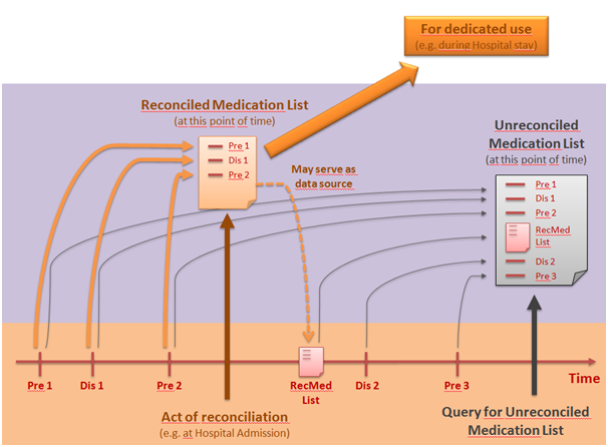 For dedicated use
(e.g. during Hospital stav)
Reconciled Medication List
(at this point of time)
Pre 1
Dis 1
Pre 2
May serve as
data source
Unreconciled
Medication List
(at this point of time)
Pre 1
Dis 1
Pre 2
RecMed
List
Dis 2
Pre 3
Pre 1
Dis 1
Pre 2
RecMed
List
Dis 2
Pre 3
Time
Act of reconciliation
(e.g. at Hospital Admission)
Query for Unreconciled
Medication List